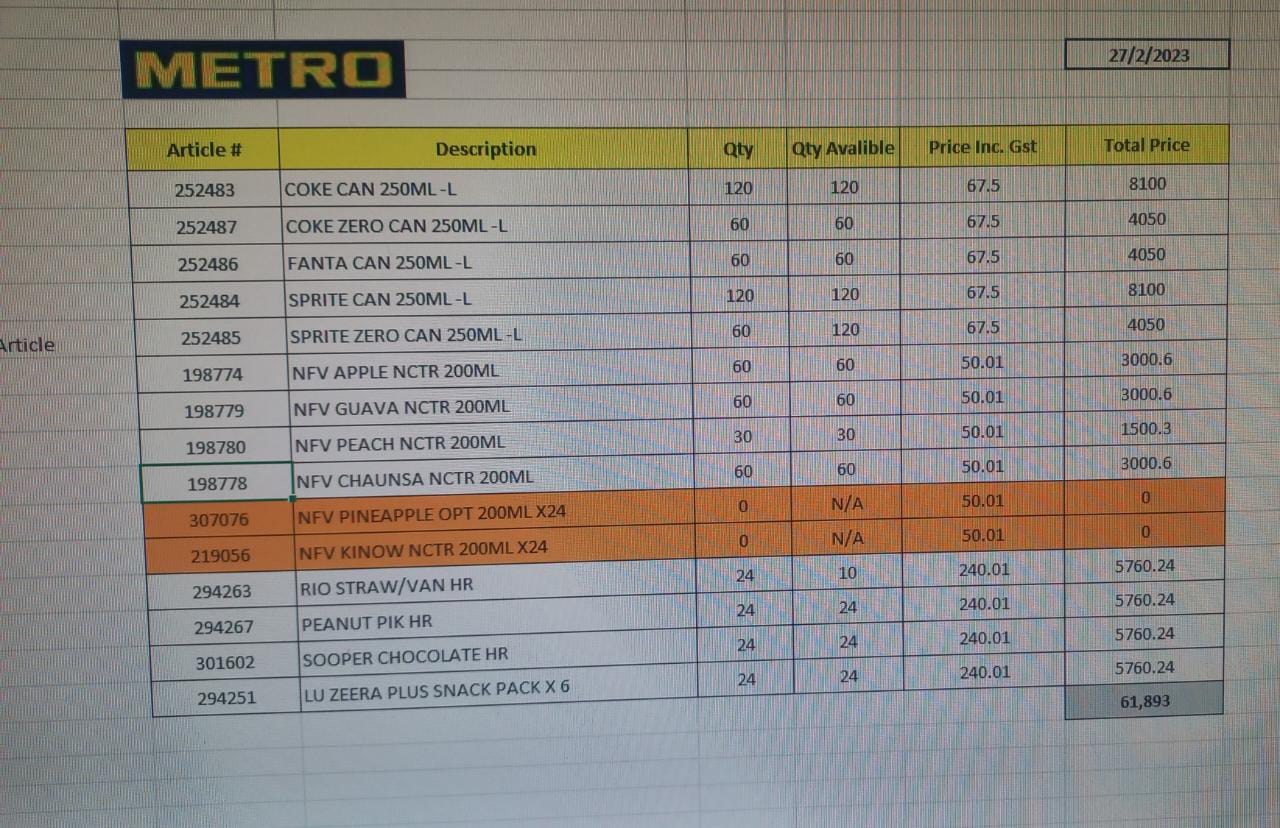 METRO
27/2/2023
Article # Description Qty Qty Avalible Price Inc. Gst Total Price
252483 COKE CAN 250ML -L 120 120 67.5 8100
252487 COKE ZERO CAN 250ML -L 60 60 67.5 4050
252486 FANTA CAN 250ML -L 60 60 67.5 4050
252484 SPRITE CAN 250ML -L 120 120 67.5 8100
252485 SPRITE ZERO CAN 250ML -L 60 120 67.5 4050
Article
198774 NFV APPLE NCTR 200ML 60 60 50.01 3000.6
198779 NFV GUAVA NCTR 200ML 60 60 50.01 3000.6
198780 NFV PEACH NCTR 200ML 30 30 50.01 1500.3
198778 NFV CHAUNSA NCTR 200ML 60 60 50.01 3000.6
307076 NFV PINEAPPLE OPT 200ML X24 0 N/A 50.01 0
219056 NFV KINOW NCTR 200ML X24 0 N/A 50.01 0
294263 RIO STRAW/VAN HR 24 10 240.01 5760.24
294267 PEANUT PIK HR 24 24 240.01 5760.24
301602 SOOPER CHOCOLATE HR 24 24 240.01 5760.24
294251 LU ZEERA PLUS SNACK PACK X 6 24 24 240.01 5760.24
61,893